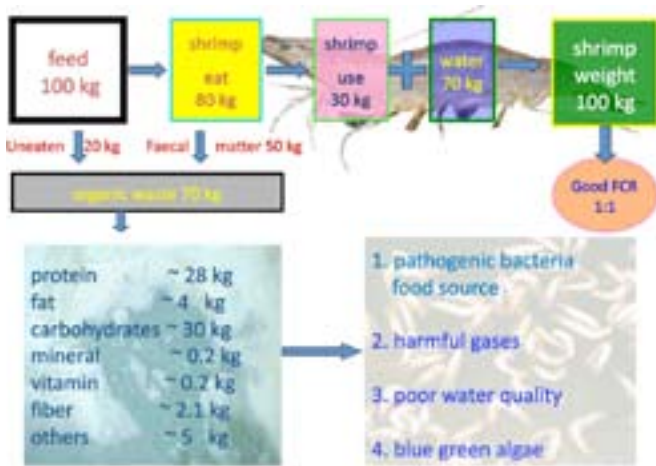 feed
100 kg
shrimp
eat
80 kg
shrimp
use
30 kg
water
70 kg
shrimp
weight
100 kg
Uneaten 20 kg
Faecal matter 50 kg
organic waste 70 kg
Good FCR
1:1
protein ~ 28 kg
fat ~ 4 kg
carbohydrates ~ 30 kg
mineral ~ 0.2 kg
vitamin ~ 0.2 kg
fiber ~ 2.1 kg
others ~ 5 kg
1. pathogenic bacteria
food source
2. harmful gases
3. poor water quality
4. blue green algae